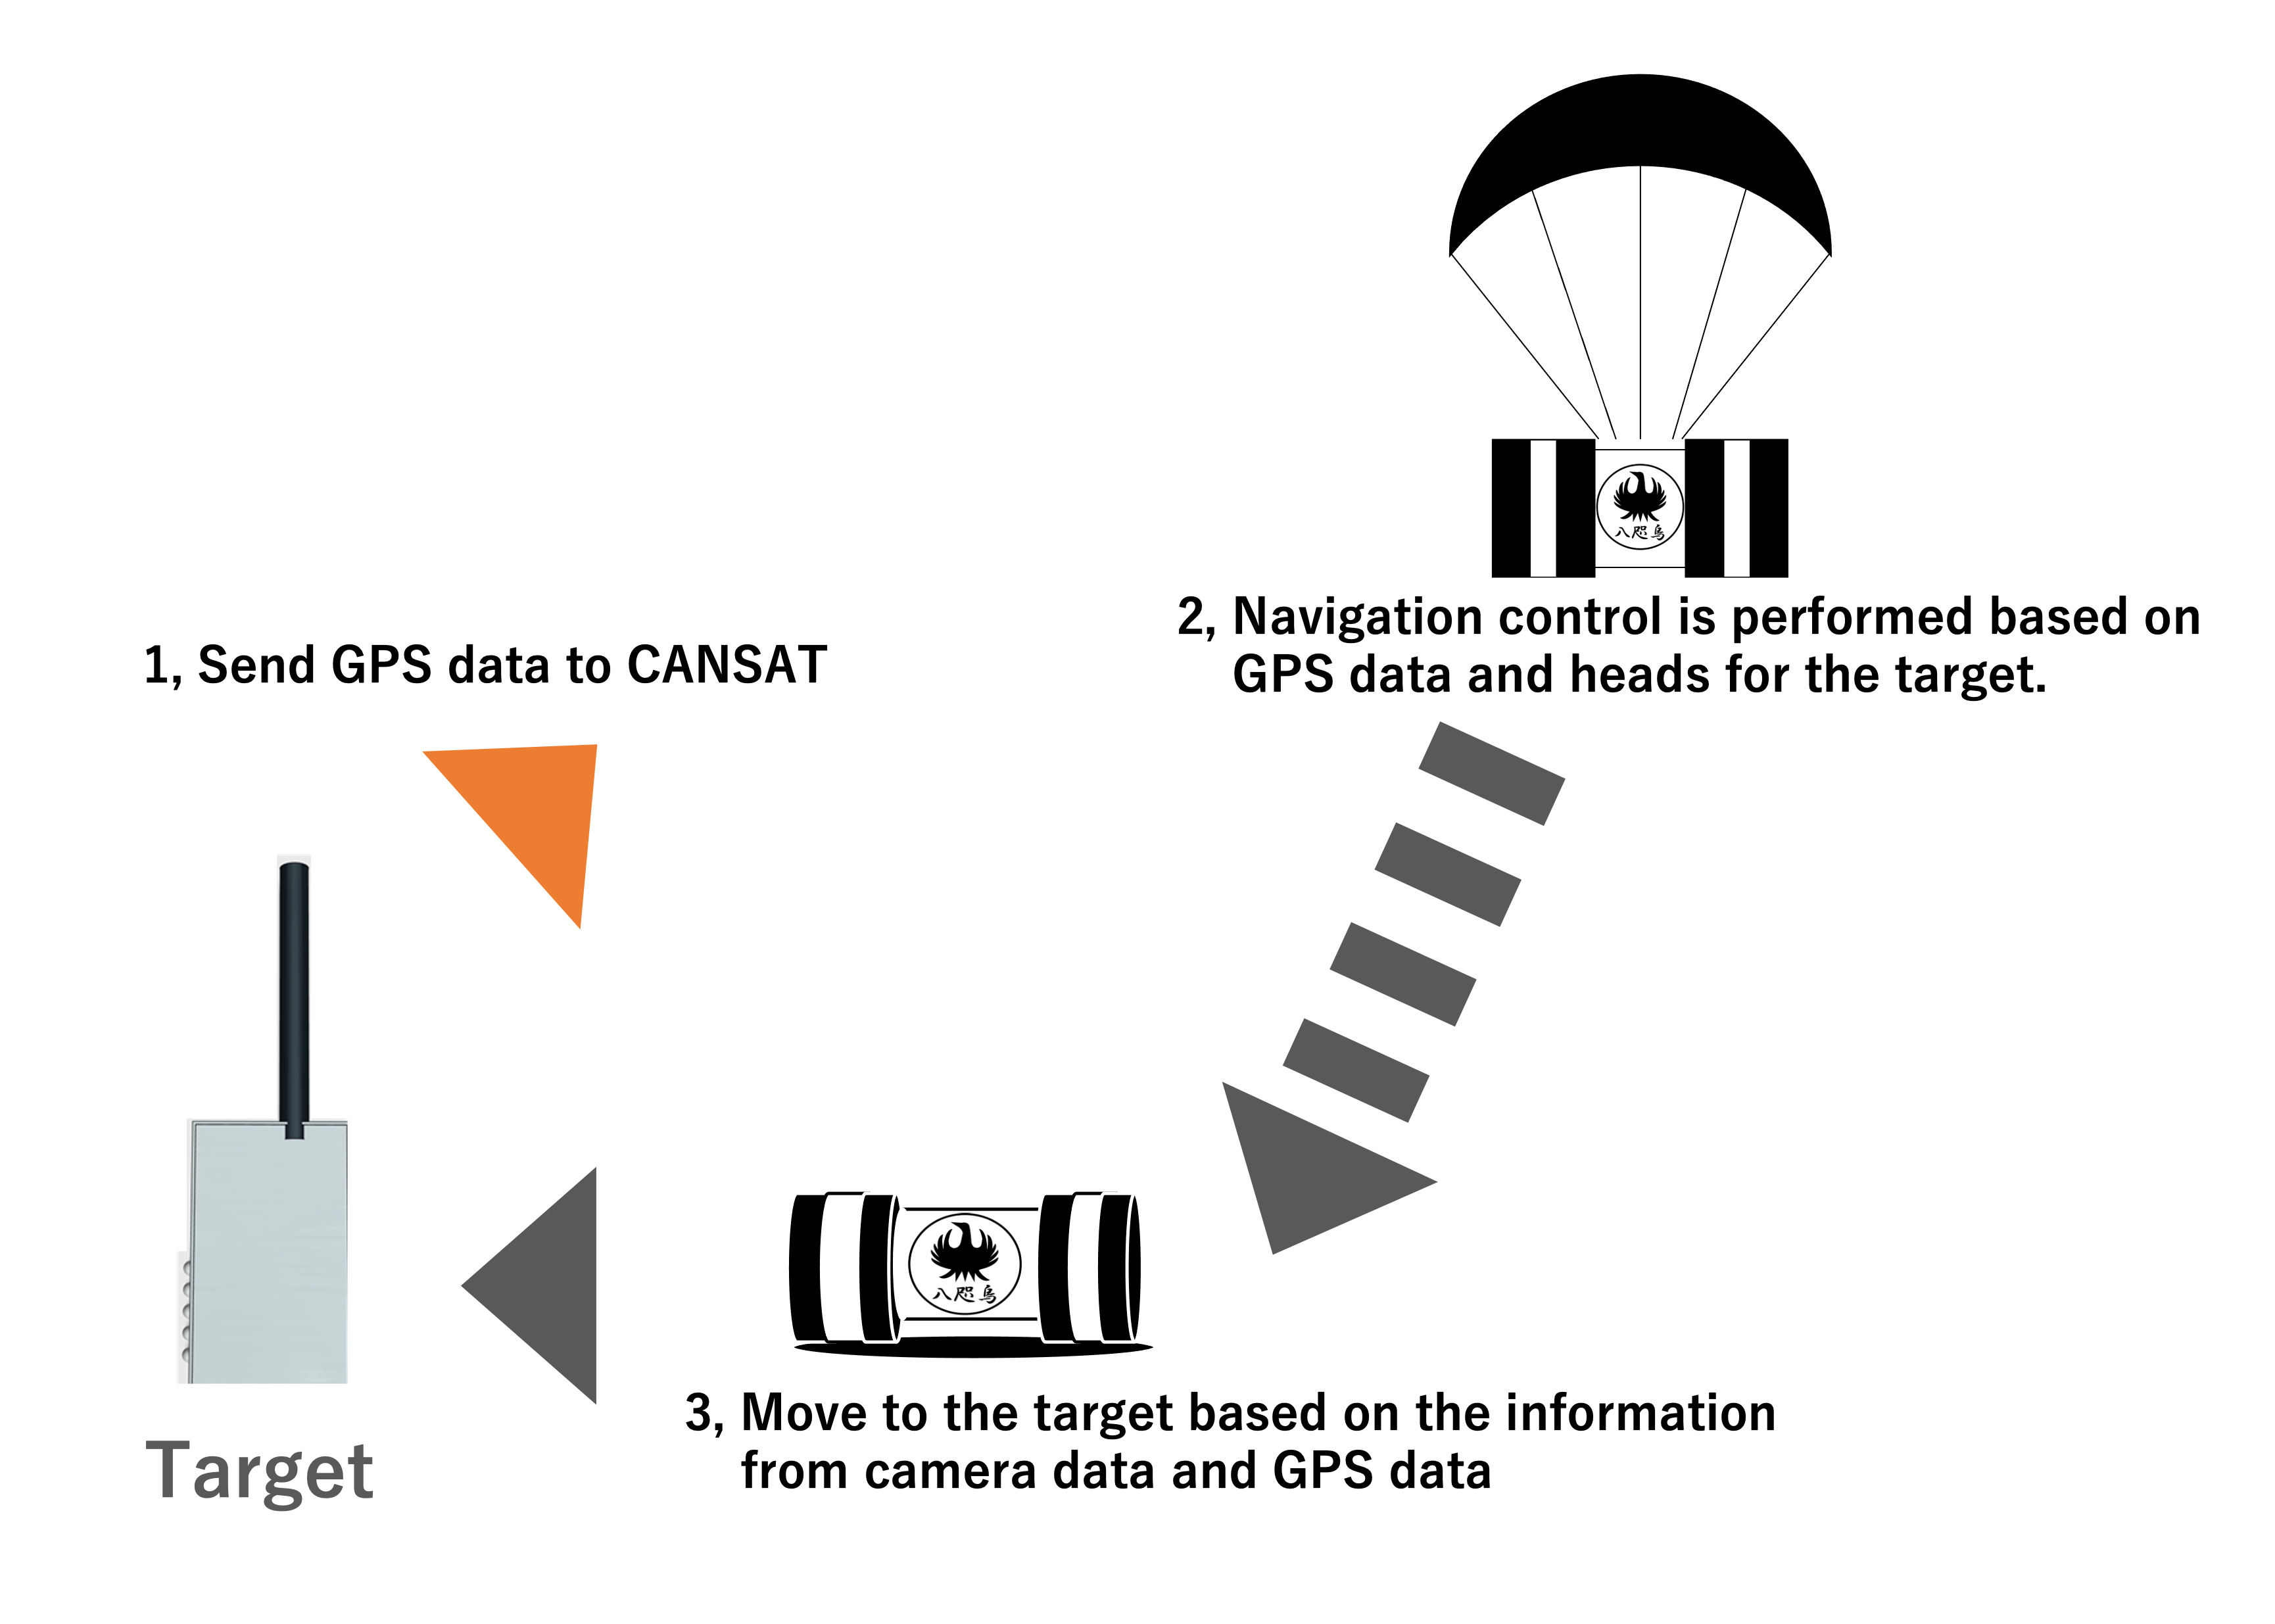 八咫烏
1, Send GPS data to CANSAT
2, Navigation control is performed based on
GPS data and heads for the target.
八咫烏
3, Move to the target based on the information
from camera data and GPS data
Target